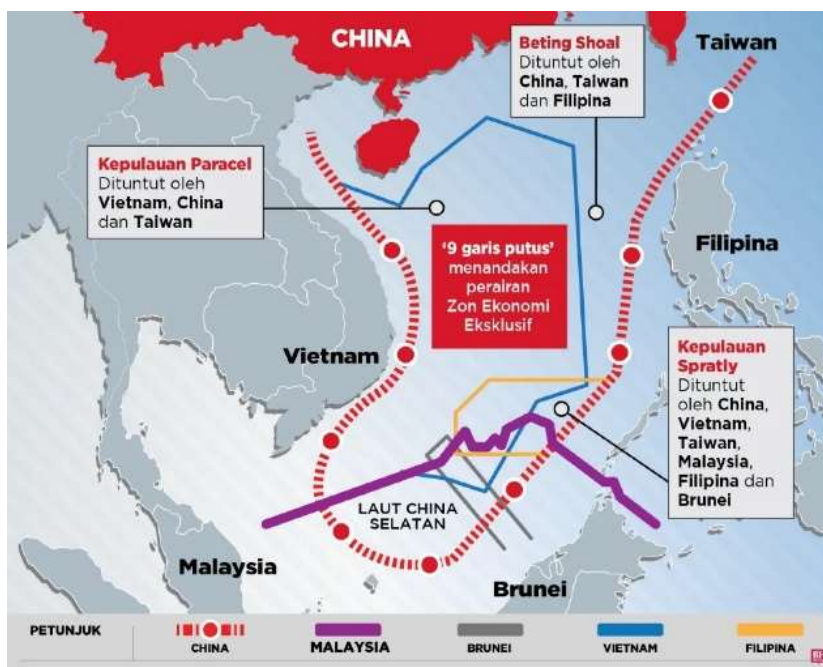 CHINA
Beting Shoal
Dituntut oleh
China, Taiwan
dan Filipina
Taiwan
Kepulauan Paracel
Dituntut oleh
Vietnam, China
dan Taiwan
'9 garis putus'
menandakan
perairan
Zon Ekonomi
Eksklusif
Filipina
Vietnam
Kepulauan
Spratly
Dituntut
oleh China,
Vietnam,
Taiwan,
Malaysia,
Filipina dan
Brunei
LAUT CHINA
SELATAN
Malaysia
Brunei
PETUNJUK
CHINA
MALAYSIA
BRUNEI
VIETNAM
FILIPINA
BH